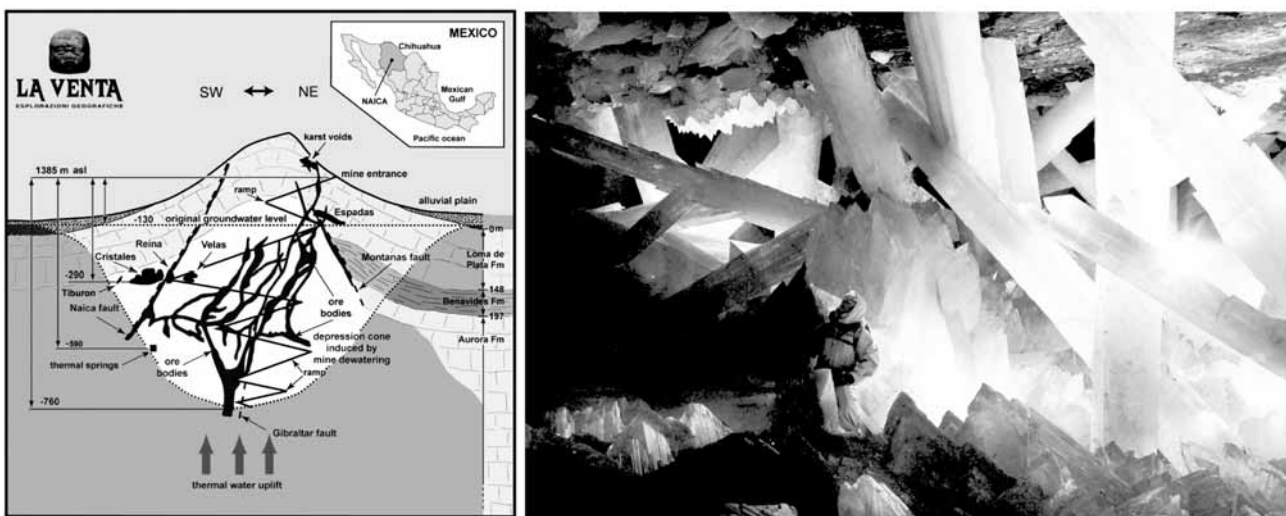 LA VENTA
ESPLORAZIONI GEOGRAFICHE
SW
NE
MEXICO
Chihuahua
NAICA
Mexican
Gulf
Pacific ocean
karst voids
1385 m asl
mine entrance
ramp
alluvial plain
Espadas
-130
original groundwater level
0m
Reina
Velas
Cristales
Montanas fault
Loma de
Plata Fm
-290
Tiburon
148
Benavides Fm
Naica fault
ore
bodies
197
Aurora Fm
depression cone
induced by
mine dewatering
-590
thermal springs
ore
bodies
ramp
-760
Gibraltar fault
thermal water uplift